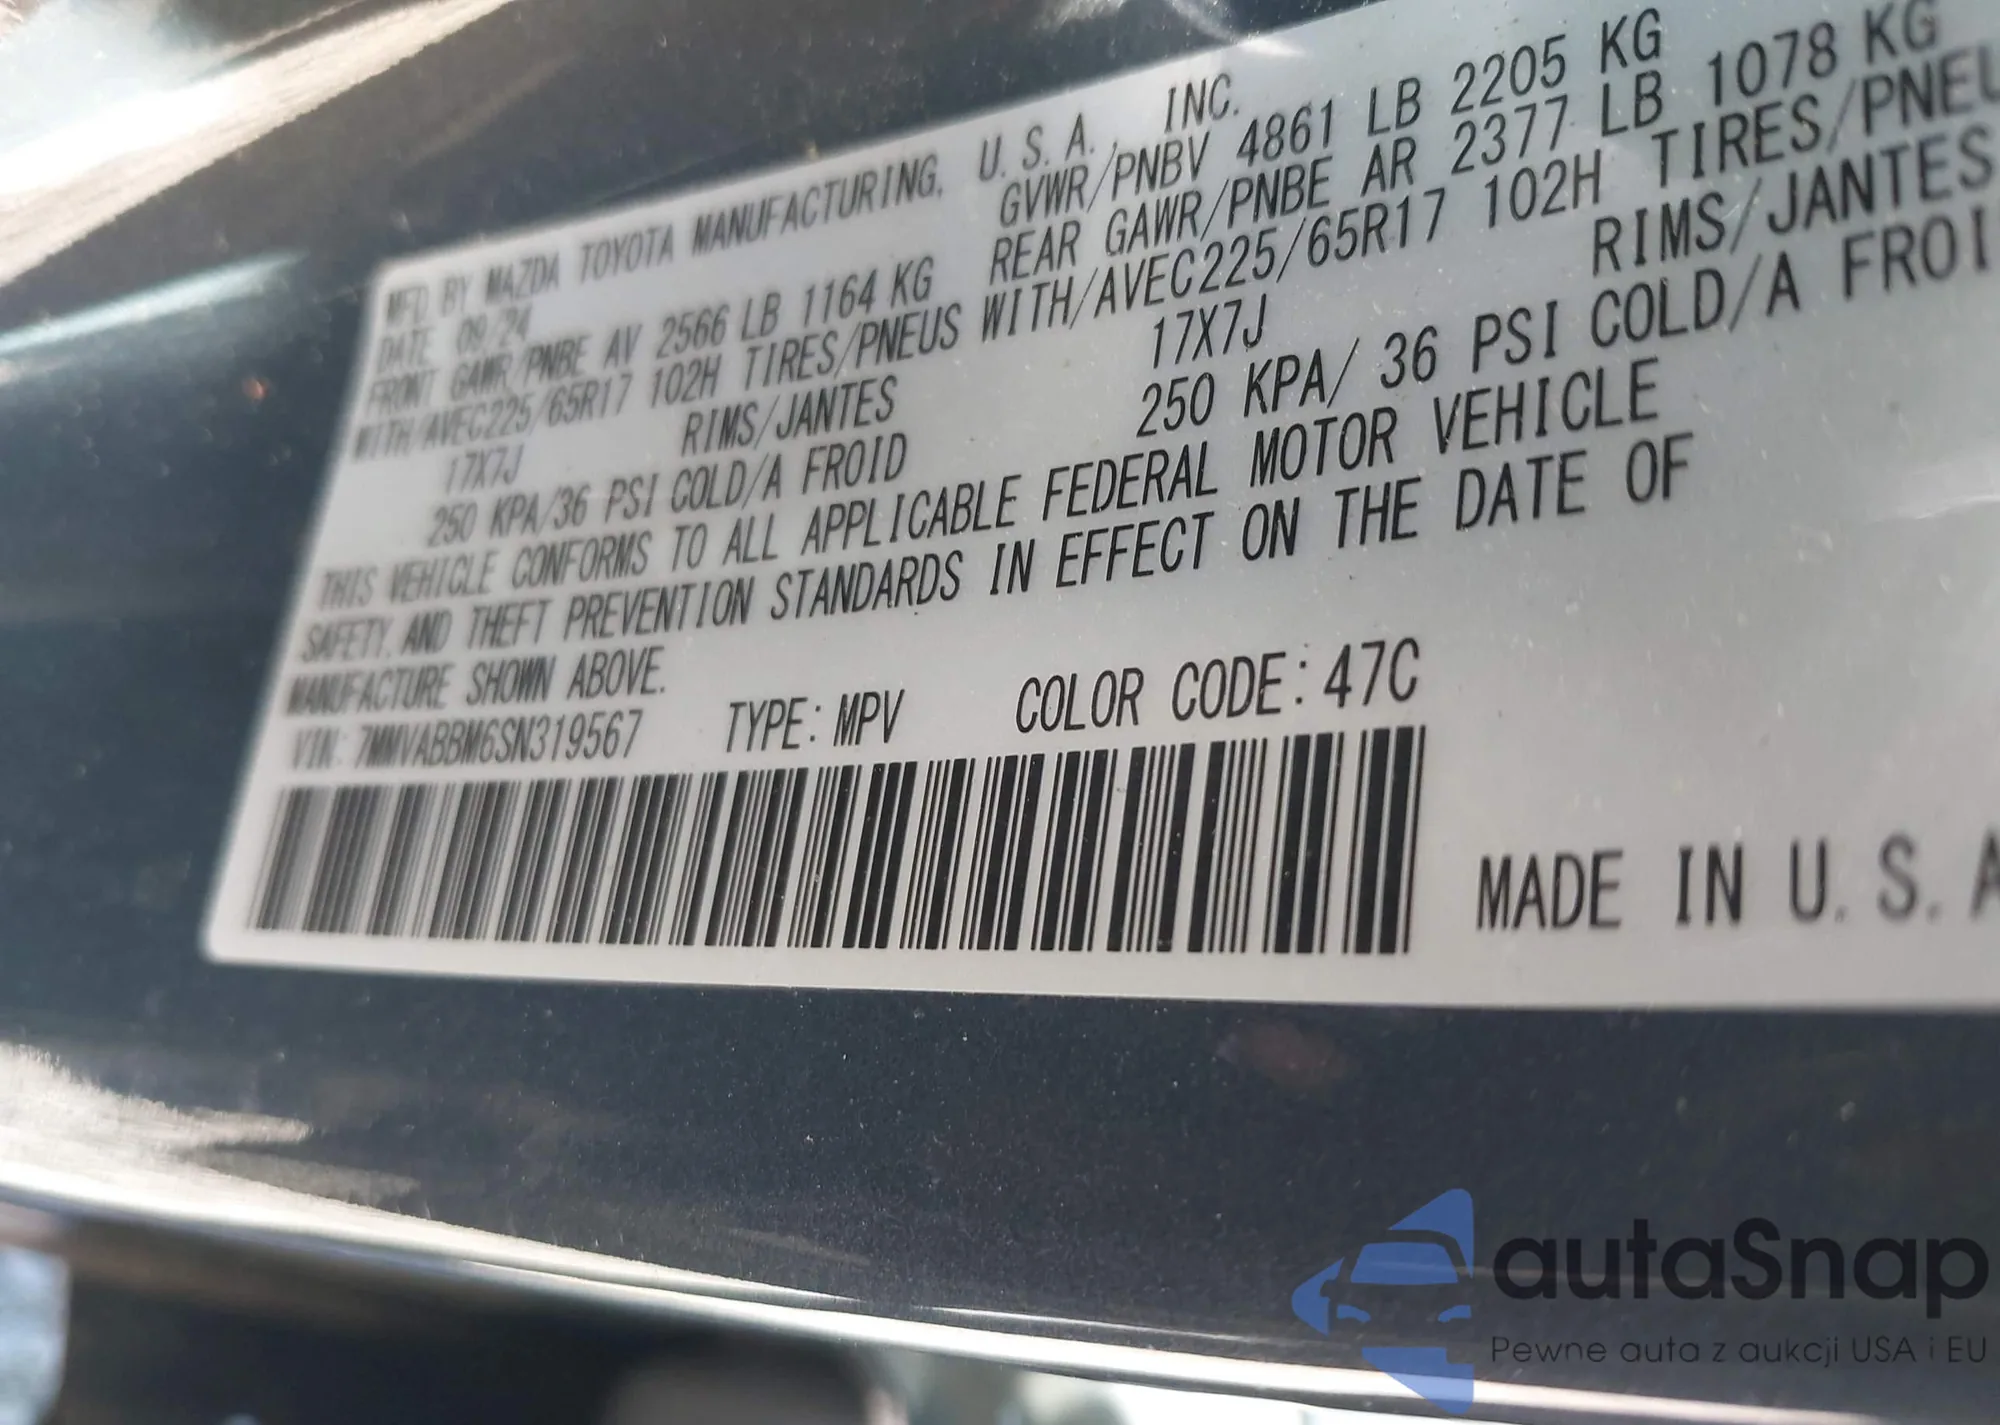 MFD. BY MAZDA TOYOTA MANUFACTURING, U.S.A., INC.
DATE 09/24 GVWR/PNBV 4861 LB 2205 KG
FRONT GAWR/PNBE AV 2566 LB 1164 KG REAR GAWR/PNBE AR 2377 LB 1078 KG
WITH/AVEC225/65R17 102H TIRES/PNEUS WITH/AVEC225/65R17 102H TIRES/PNEU
17X7J RIMS/JANTES 17X7J RIMS/JANTES
250 KPA/36 PSI COLD/A FROID 250 KPA/ 36 PSI COLD/A FROI
THIS VEHICLE CONFORMS TO ALL APPLICABLE FEDERAL MOTOR VEHICLE
SAFETY, AND THEFT PREVENTION STANDARDS IN EFFECT ON THE DATE OF
MANUFACTURE SHOWN ABOVE.
VIN: 7MMVABBM6SN319567 TYPE: MPV COLOR CODE: 47C
MADE IN U.S.A
autaSnap
Pewne auta z aukcji USA i EU